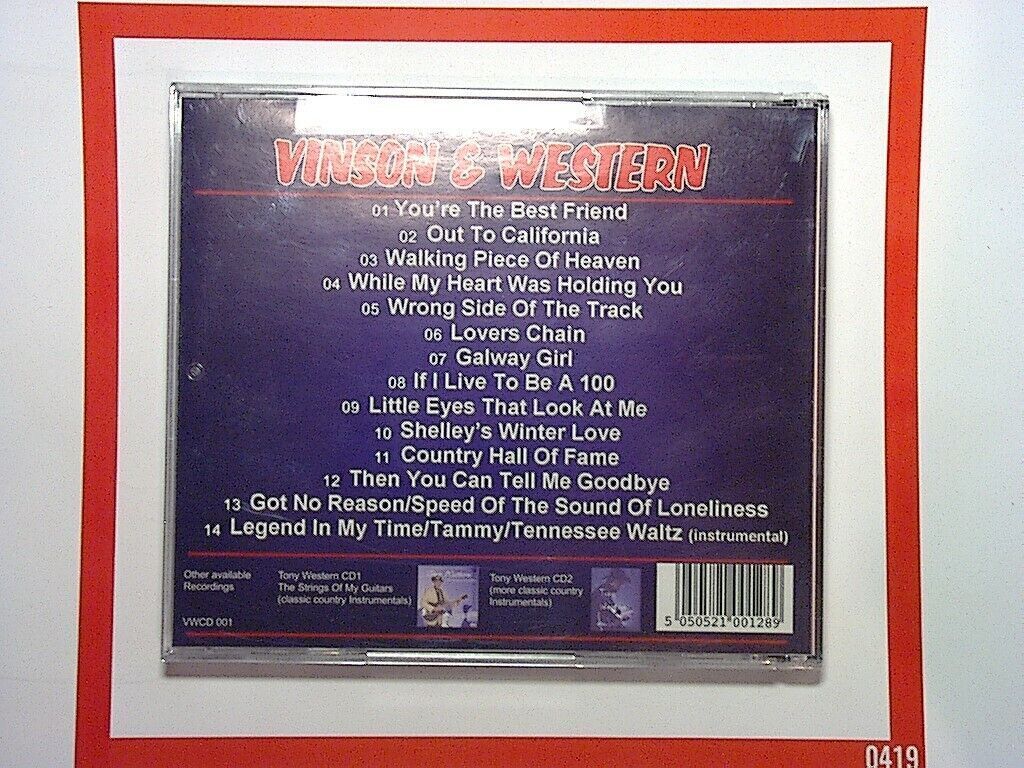 VINSON & WESTERN
01 You're The Best Friend
02 Out To California
03 Walking Piece Of Heaven
04 While My Heart Was Holding You
05 Wrong Side Of The Track
06 Lovers Chain
07 Galway Girl
08 If I Live To Be A 100
09 Little Eyes That Look At Me
10 Shelley's Winter Love
11 Country Hall Of Fame
12 Then You Can Tell Me Goodbye
13 Got No Reason/Speed Of The Sound Of Loneliness
14 Legend In My Time/Tammy/Tennessee Waltz (instrumental)
Other available
Recordings
VWCD 001
Tony Western CD1
The Strings Of My Guitars
(classic country Instrumentals)
Tony Western CD2
(more classic country
Instrumentals)
5 050521 001289
0419